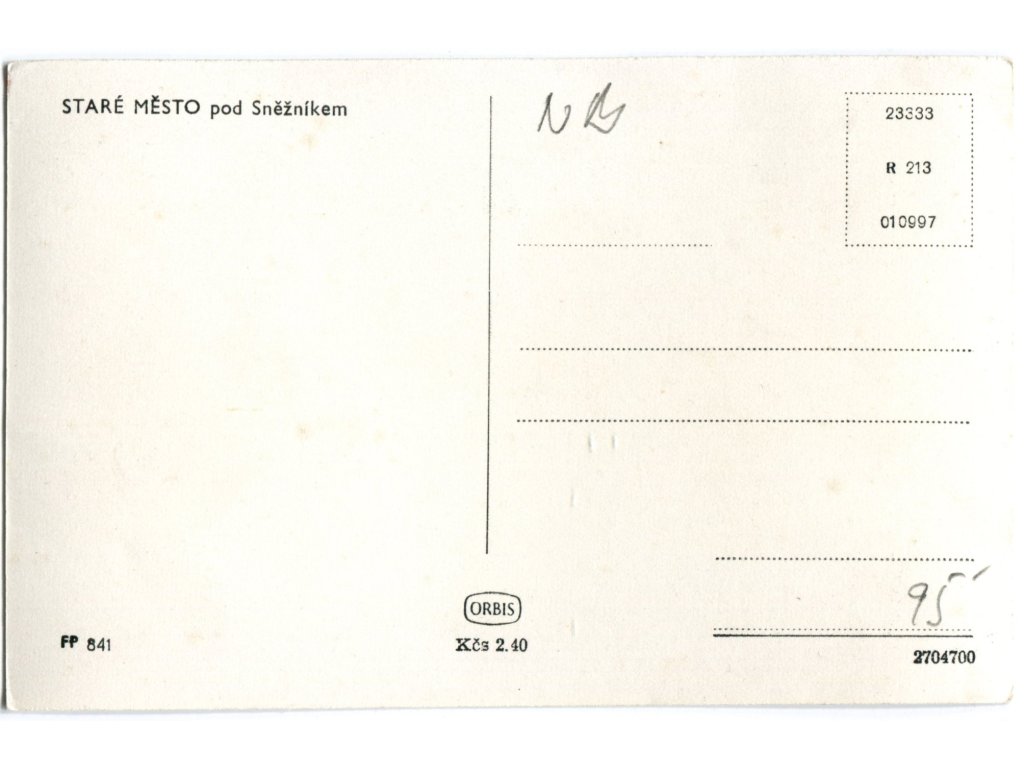 STARÉ MĚSTO pod Sněžníkem
23333
R 213
010997
ORBIS
FP 841
Kčs 2.40
95
2704700